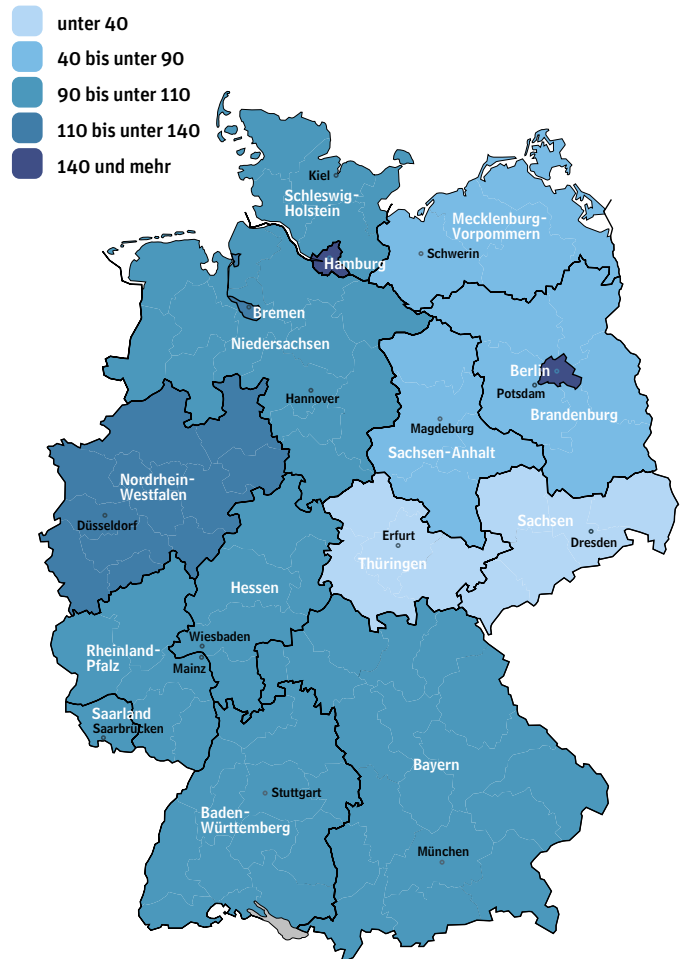 unter 40
40 bis unter 90
90 bis unter 110
110 bis unter 140
140 und mehr
Kiel
Schleswig-
Holstein
Mecklenburg-
Vorpommern
Schwerin
Hamburg
Bremen
Niedersachsen
Berlin
Potsdam
Hannover
Brandenburg
Magdeburg
Sachsen-Anhalt
Nordrhein-
Westfalen
Düsseldorf
Sachsen
Erfurt
Dresden
Thüringen
Hessen
Wiesbaden
Rheinland-
Pfalz
Mainz
Saarland
Saarbrücken
Bayern
Stuttgart
Baden-
Württemberg
München